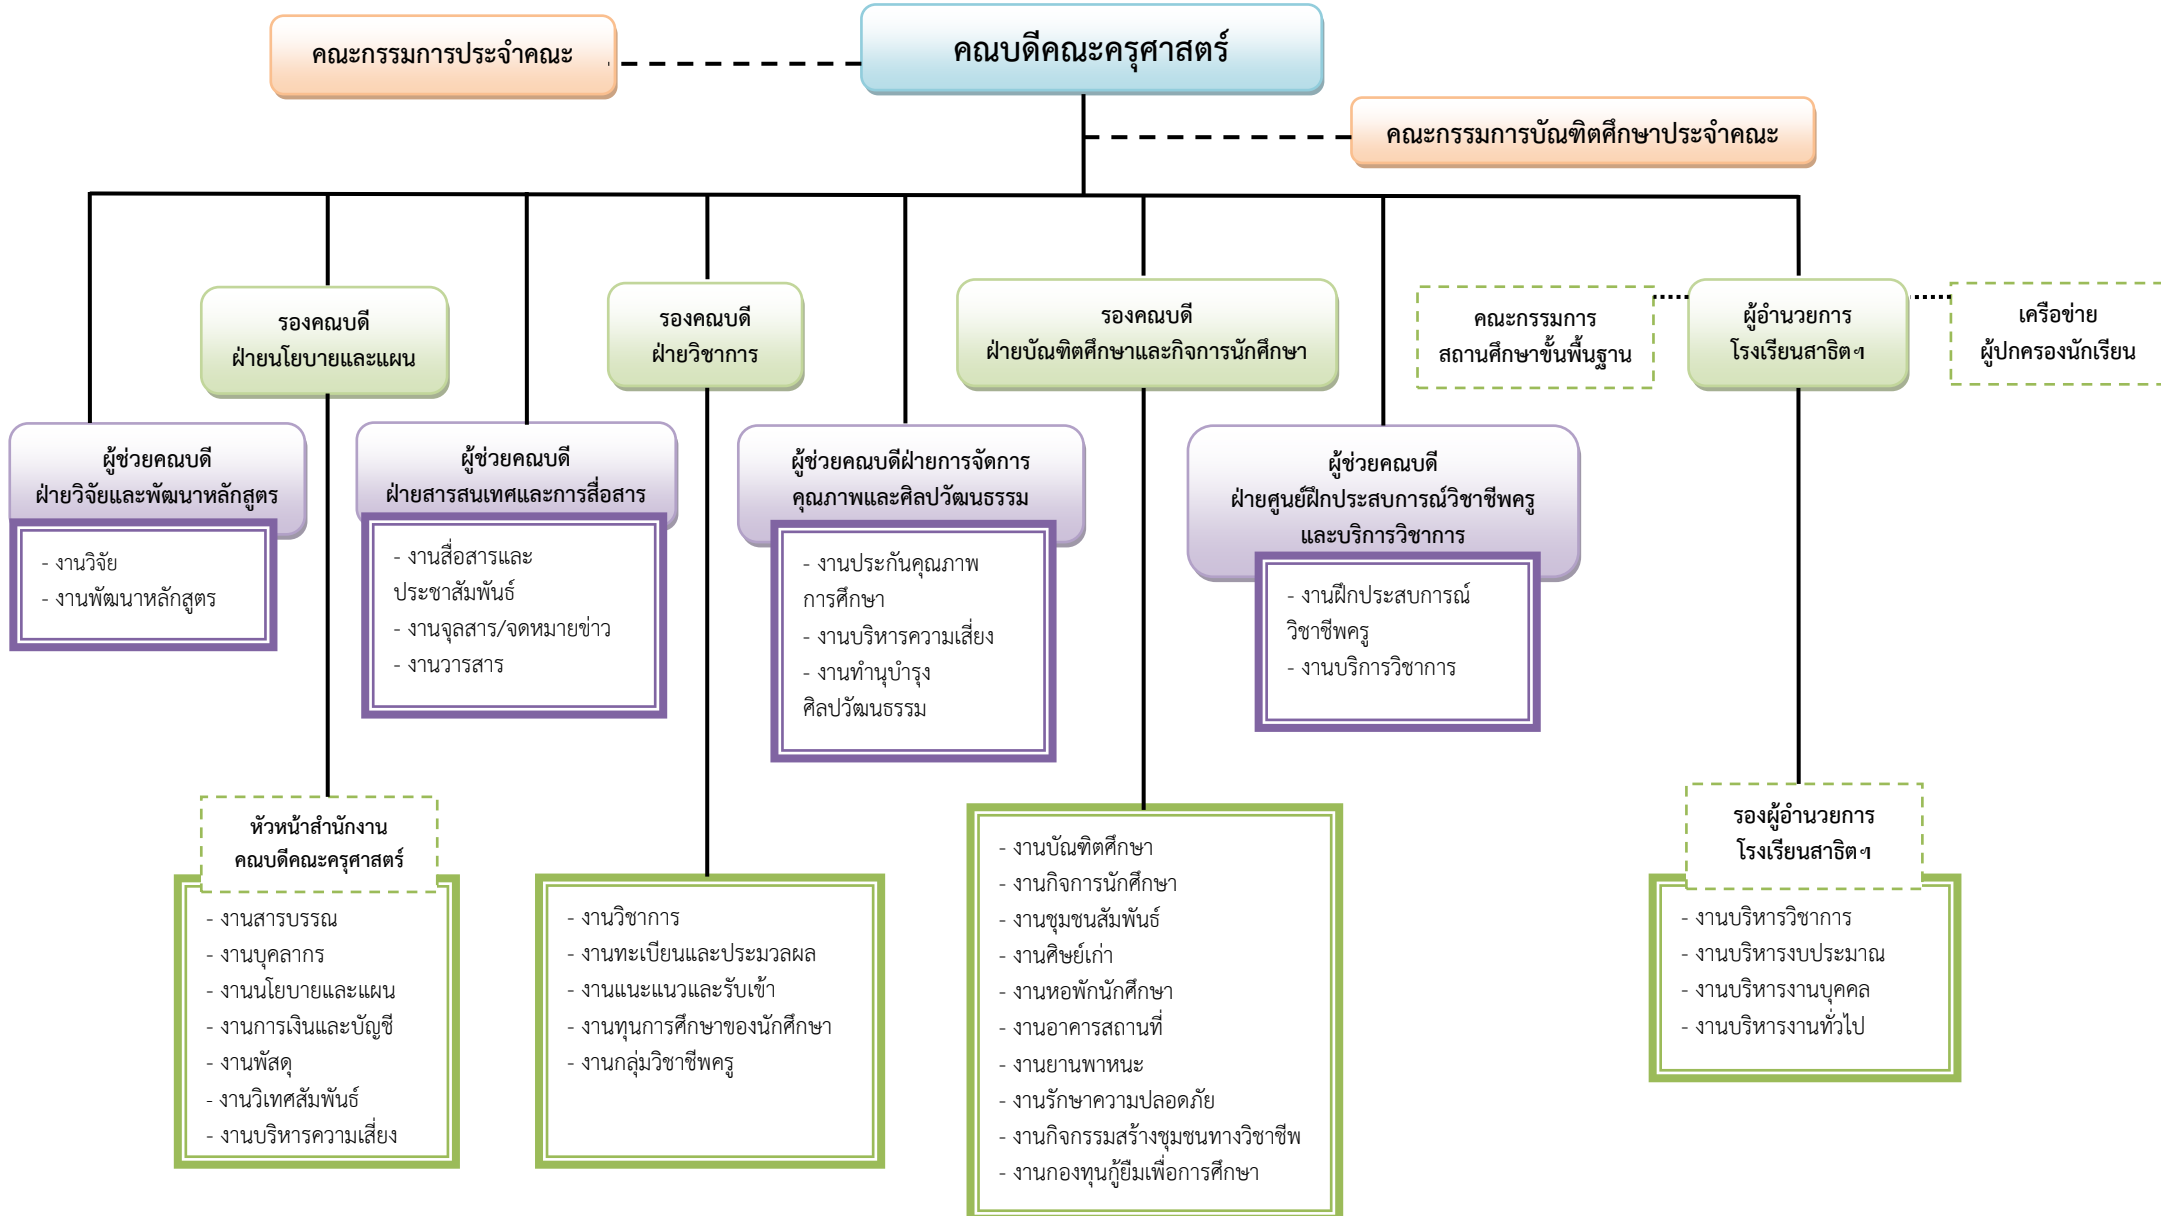 คณะกรรมการประจำคณะ
คณบดีคณะครุศาสตร์
คณะกรรมการบัณฑิตศึกษาประจำคณะ
รองคณบดี
ฝ่ายนโยบายและแผน
รองคณบดี
ฝ่ายวิชาการ
รองคณบดี
ฝ่ายบัณฑิตศึกษาและกิจการนักศึกษา
คณะกรรมการ
สถานศึกษาขั้นพื้นฐาน
ผู้อำนวยการ
โรงเรียนสาธิตฯ
เครือข่าย
ผู้ปกครองนักเรียน
ผู้ช่วยคณบดี
ฝ่ายวิจัยและพัฒนาหลักสูตร
- งานวิจัย
- งานพัฒนาหลักสูตร
ผู้ช่วยคณบดี
ฝ่ายสารสนเทศและการสื่อสาร
- งานสื่อสารและ
ประชาสัมพันธ์
- งานจุลสาร/จดหมายข่าว
- งานวารสาร
ผู้ช่วยคณบดีฝ่ายการจัดการ
คุณภาพและศิลปวัฒนธรรม
- งานประกันคุณภาพ
การศึกษา
- งานบริหารความเสี่ยง
- งานทำนุบำรุง
ศิลปวัฒนธรรม
ผู้ช่วยคณบดี
ฝ่ายศูนย์ฝึกประสบการณ์วิชาชีพครู
และบริการวิชาการ
- งานฝึกประสบการณ์
วิชาชีพครู
- งานบริการวิชาการ
หัวหน้าสำนักงาน
คณบดีคณะครุศาสตร์
- งานสารบรรณ
- งานบุคลากร
- งานนโยบายและแผน
- งานการเงินและบัญชี
- งานพัสดุ
- งานวิเทศสัมพันธ์
- งานบริหารความเสี่ยง
- งานวิชาการ
- งานทะเบียนและประมวลผล
- งานแนะแนวและรับเข้า
- งานทุนการศึกษาของนักศึกษา
- งานกลุ่มวิชาชีพครู
- งานบัณฑิตศึกษา
- งานกิจการนักศึกษา
- งานชุมชนสัมพันธ์
- งานศิษย์เก่า
- งานหอพักนักศึกษา
- งานอาคารสถานที่
- งานยานพาหนะ
- งานรักษาความปลอดภัย
- งานกิจกรรมสร้างชุมชนทางวิชาชีพ
- งานกองทุนกู้ยืมเพื่อการศึกษา
รองผู้อำนวยการ
โรงเรียนสาธิตฯ
- งานบริหารวิชาการ
- งานบริหารงบประมาณ
- งานบริหารงานบุคคล
- งานบริหารงานทั่วไป